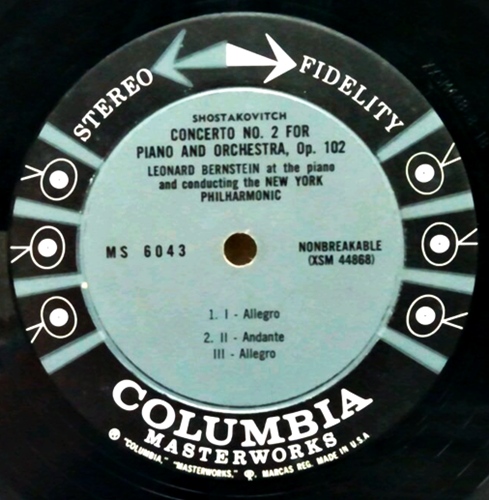 STEREO FIDELITY
SHOSTAKOVITCH
CONCERTO NO. 2 FOR
PIANO AND ORCHESTRA, Op. 102
LEONARD BERNSTEIN at the piano
and conducting the NEW YORK
PHILHARMONIC
MS 6043
NONBREAKABLE
(XSM 44868)
1. I - Allegro
2. II - Andante
III - Allegro
COLUMBIA
MASTERWORKS
"COLUMBIA," "MASTERWORKS," MARCAS REG. MADE IN U.S.A